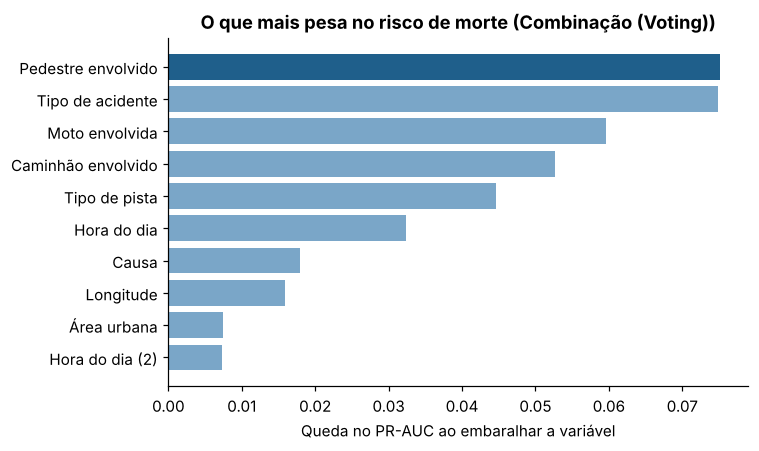 O que mais pesa no risco de morte (Combinação (Voting))
Pedestre envolvido
Tipo de acidente
Moto envolvida
Caminhão envolvido
Tipo de pista
Hora do dia
Causa
Longitude
Área urbana
Hora do dia (2)
0.00 0.01 0.02 0.03 0.04 0.05 0.06 0.07
Queda no PR-AUC ao embaralhar a variável